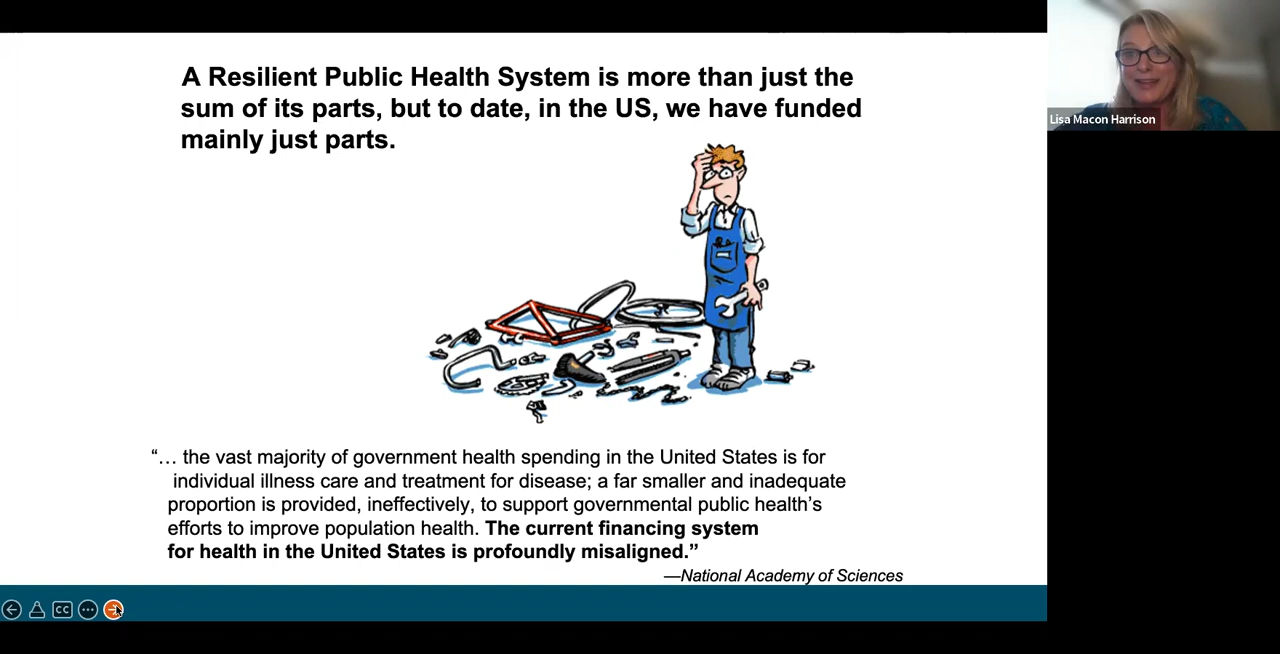 A Resilient Public Health System is more than just the
sum of its parts, but to date, in the US, we have funded
mainly just parts.
Lisa Macon Harrison
“… the vast majority of government health spending in the United States is for
individual illness care and treatment for disease; a far smaller and inadequate
proportion is provided, ineffectively, to support governmental public health’s
efforts to improve population health. The current financing system
for health in the United States is profoundly misaligned.”
—National Academy of Sciences
CC